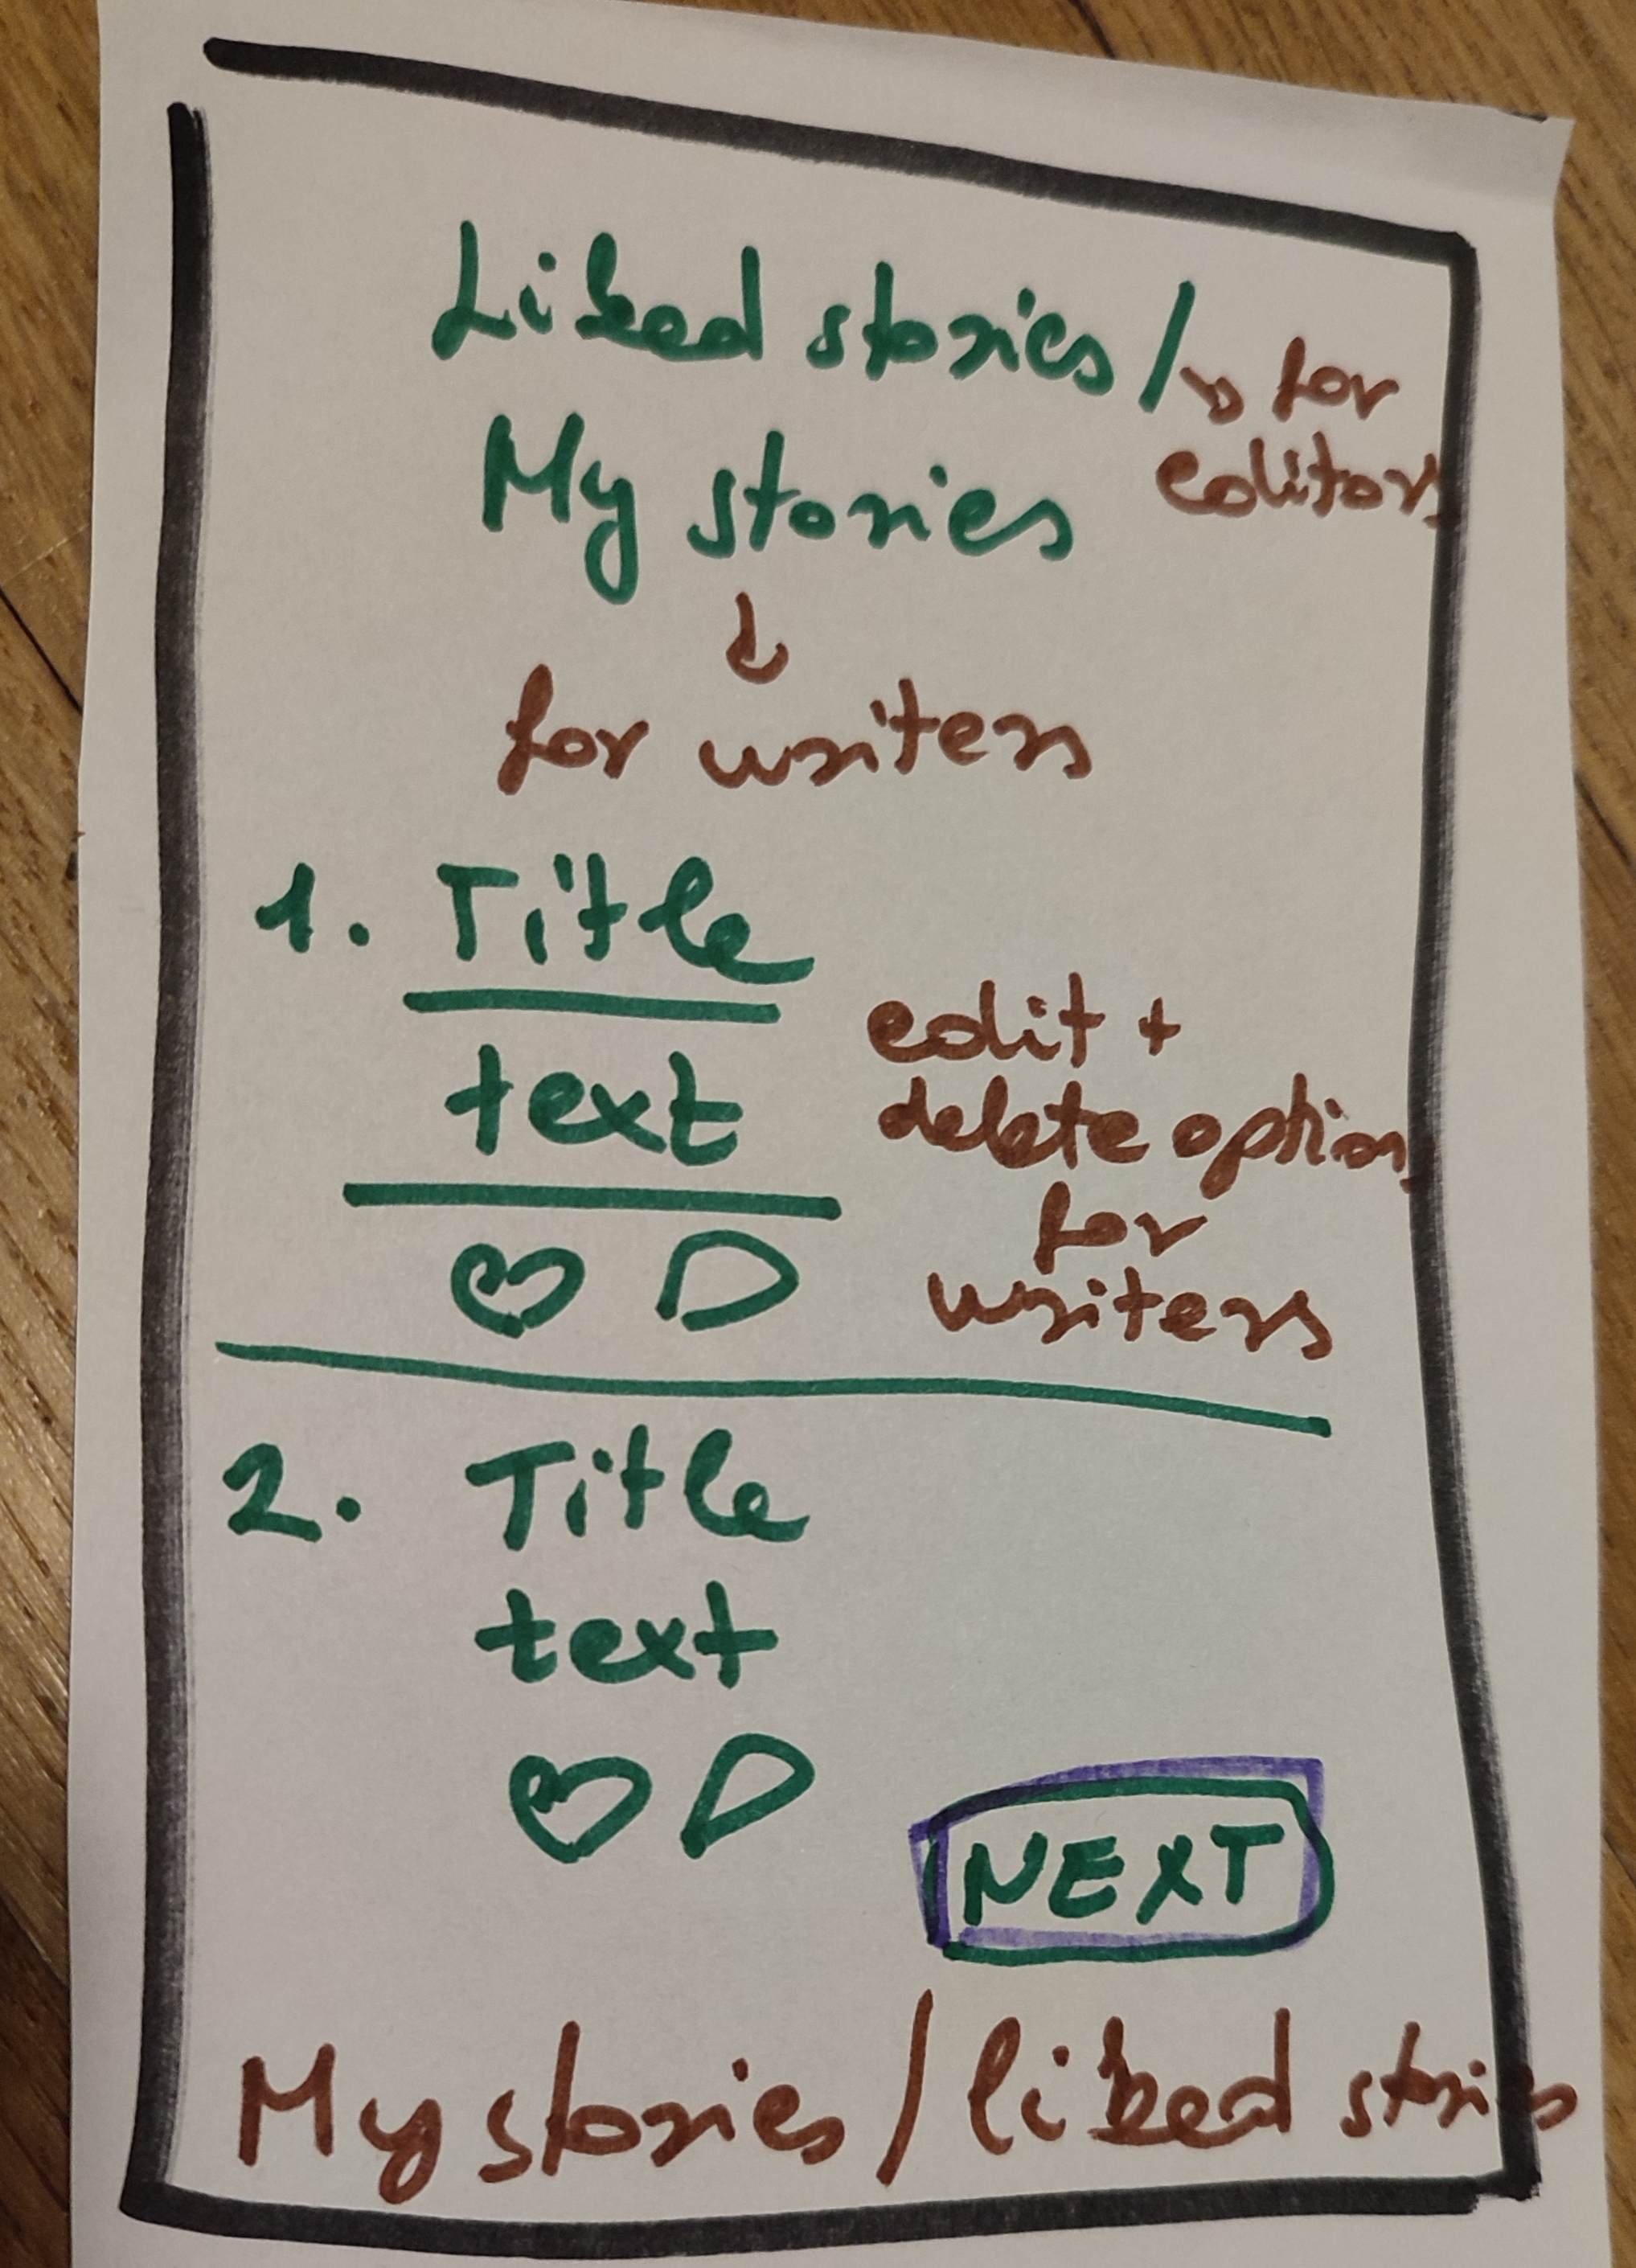 Liked stories /
for
editors
My stories
for writers
1. Title
text
edit +
delete option
for
writers
2. Title
text
NEXT
My stories / liked stories